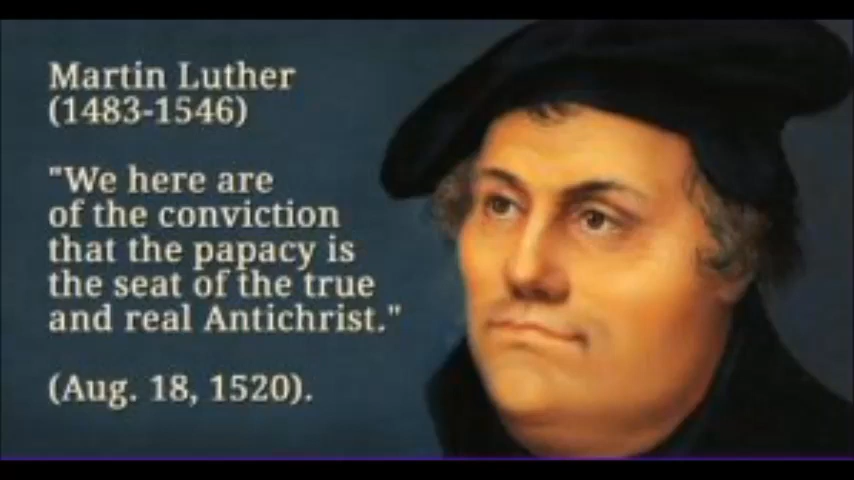 Martin Luther
(1483-1546)
"We here are
of the conviction
that the papacy is
the seat of the true
and real Antichrist."
(Aug. 18, 1520).